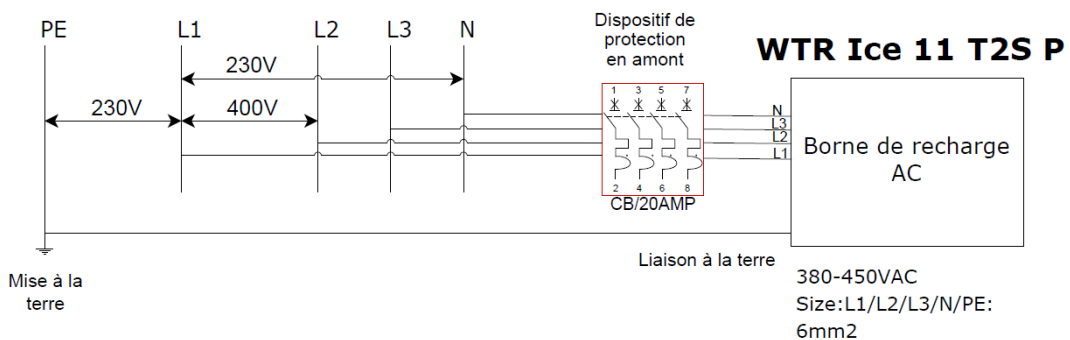 PE
L1
L2
L3
N
Dispositif de
protection
en amont
WTR Ice 11 T2S P
230V
230V
400V
1 3 5 7
2 4 6 8
CB/20AMP
N
L3
L2
L1
Borne de recharge
AC
Liaison à la terre
Mise à la
terre
380-450VAC
Size:L1/L2/L3/N/PE:
6mm2